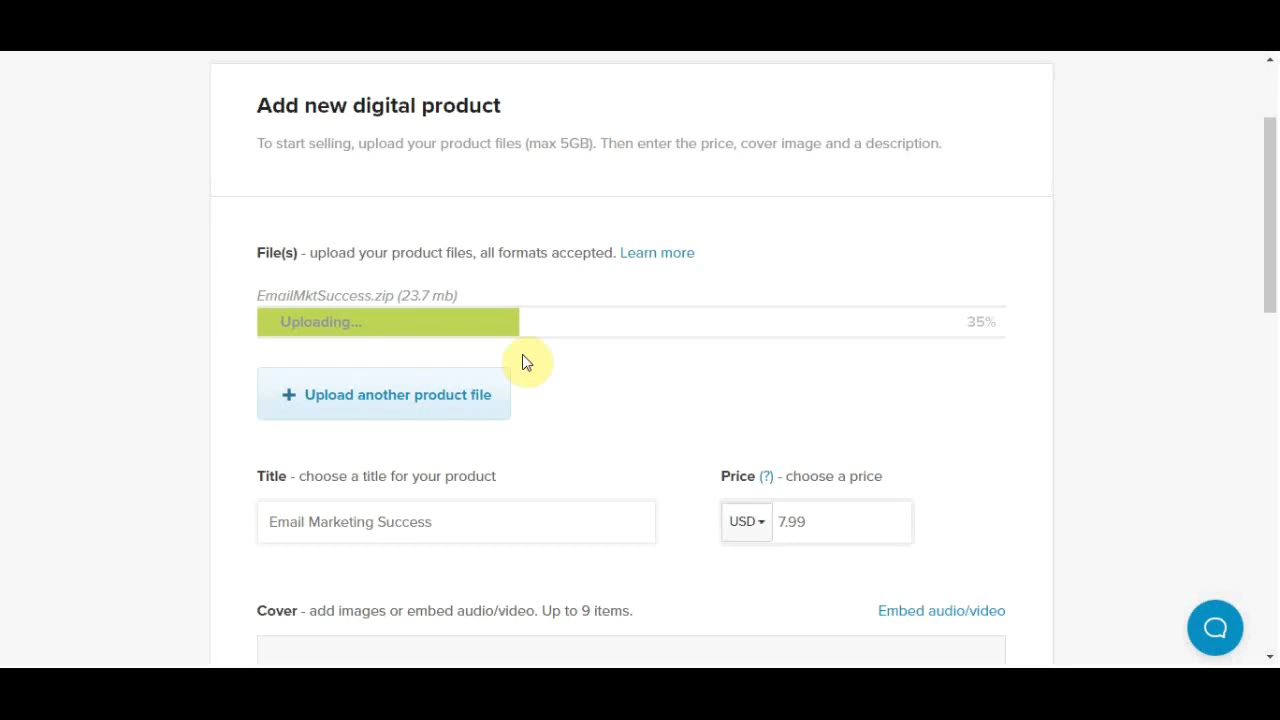 Add new digital product
To start selling, upload your product files (max 5GB). Then enter the price, cover image and a description.
File(s) - upload your product files, all formats accepted. Learn more
EmailMktSuccess.zip (23.7 mb)
Uploading... 35%
+ Upload another product file
Title - choose a title for your product
Price (?) - choose a price
Email Marketing Success
USD 7.99
Cover - add images or embed audio/video. Up to 9 items. Embed audio/video